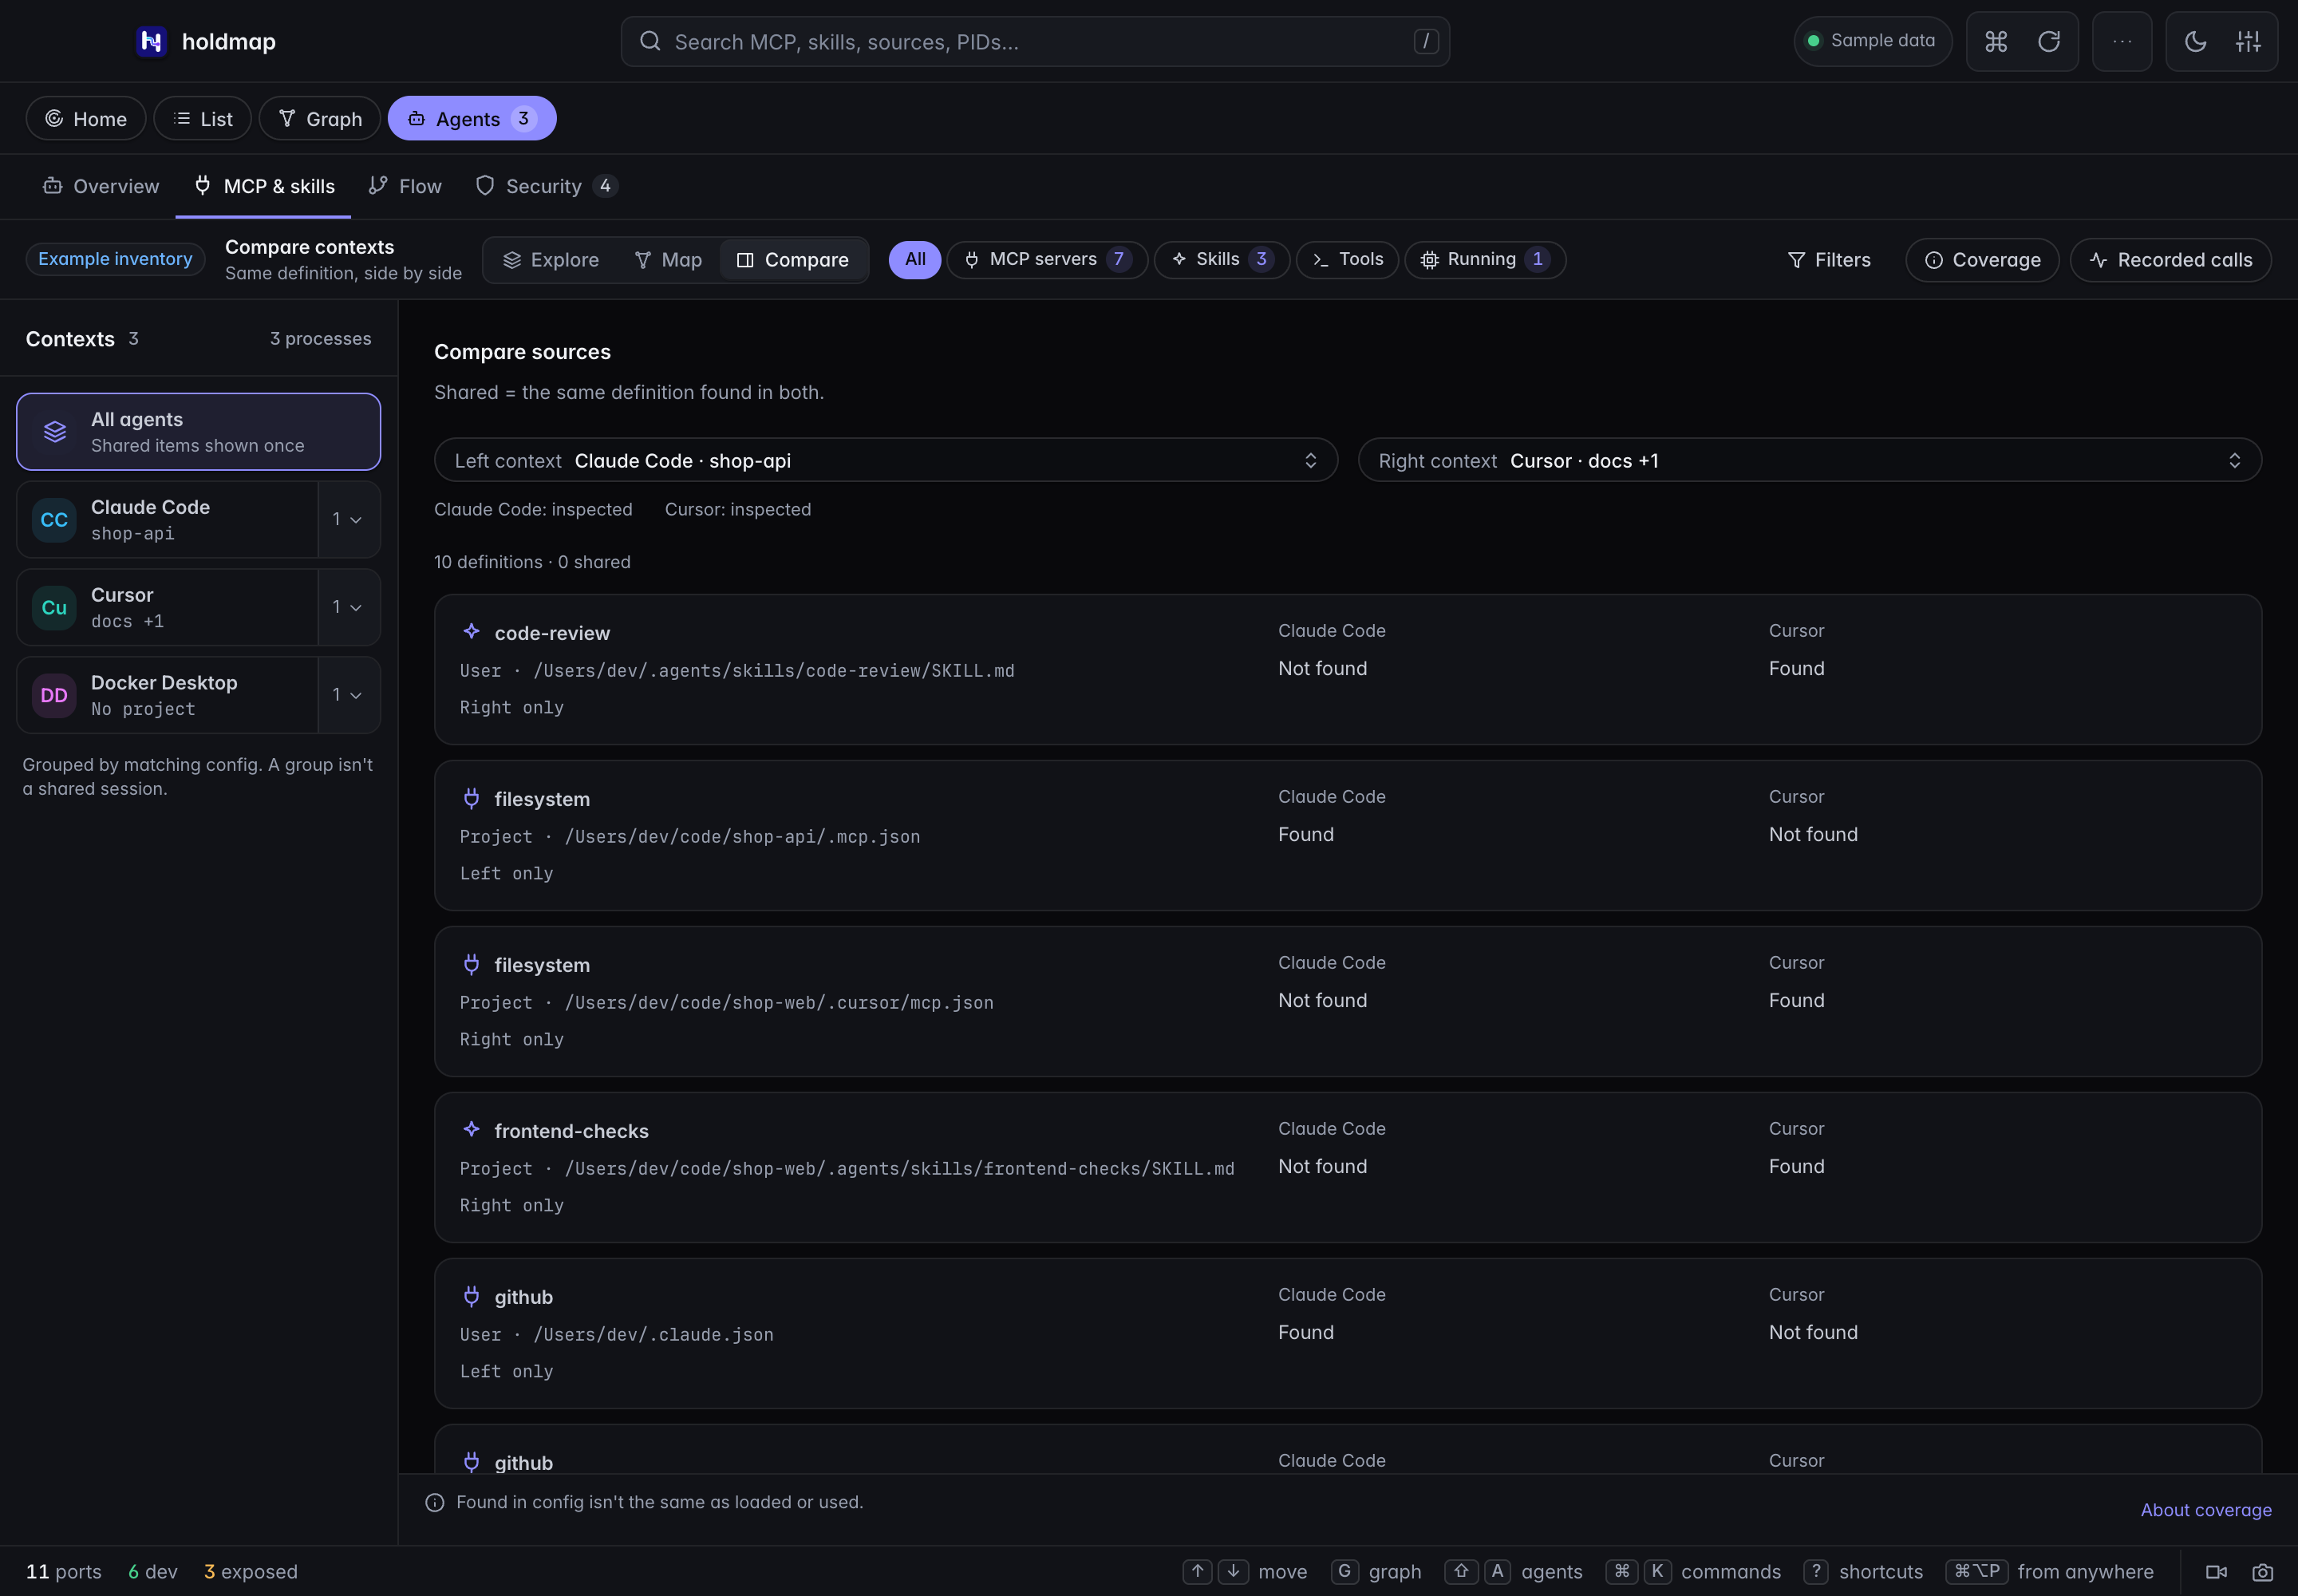 holdmap
Search MCP, skills, sources, PIDs... /
Sample data
Home List Graph Agents 3
Overview MCP & skills Flow Security 4
Example inventory
Compare contexts
Same definition, side by side
Explore Map Compare
All MCP servers 7 Skills 3 Tools Running 1
Filters Coverage Recorded calls
Contexts 3 3 processes
All agents
Shared items shown once
CC Claude Code 1
shop-api
Cu Cursor 1
docs +1
DD Docker Desktop 1
No project
Grouped by matching config. A group isn't
a shared session.
Compare sources
Shared = the same definition found in both.
Left context Claude Code · shop-api
Right context Cursor · docs +1
Claude Code: inspected Cursor: inspected
10 definitions · 0 shared
code-review Claude Code Cursor
User · /Users/dev/.agents/skills/code-review/SKILL.md Not found Found
Right only
filesystem Claude Code Cursor
Project · /Users/dev/code/shop-api/.mcp.json Found Not found
Left only
filesystem Claude Code Cursor
Project · /Users/dev/code/shop-web/.cursor/mcp.json Not found Found
Right only
frontend-checks Claude Code Cursor
Project · /Users/dev/code/shop-web/.agents/skills/frontend-checks/SKILL.md Not found Found
Right only
github Claude Code Cursor
User · /Users/dev/.claude.json Found Not found
Left only
github Claude Code Cursor
Found in config isn't the same as loaded or used.
About coverage
11 ports 6 dev 3 exposed
↑ ↓ move G graph ⇧ A agents ⌘ K commands ? shortcuts ⌘⌥P from anywhere